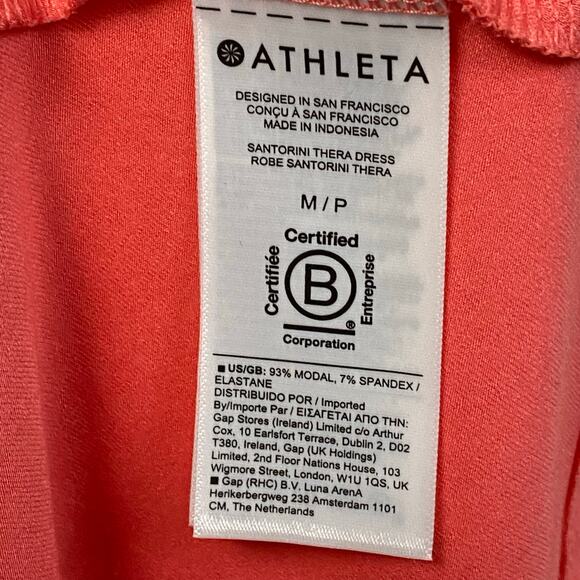 ATHLETA
DESIGNED IN SAN FRANCISCO
CONÇU À SAN FRANCISCO
MADE IN INDONESIA
SANTORINI THERA DRESS
ROBE SANTORINI THERA
M / P
Certified
Certifiée
B
Entreprise
®
Corporation
■ US/GB: 93% MODAL, 7% SPANDEX /
ELASTANE
DISTRIBUIDO POR / Imported
By/Importe Par / ΕΙΣΑΓΕΤΑΙ ΑΠΟ ΤΗΝ:
Gap Stores (Ireland) Limited c/o Arthur
Cox, 10 Earlsfort Terrace, Dublin 2, D02
T380, Ireland, Gap (UK Holdings)
Limited, 2nd Floor Nations House, 103
Wigmore Street, London, W1U 1QS, UK
■ Gap (RHC) B.V. Luna ArenA
Herikerbergweg 238 Amsterdam 1101
CM, The Netherlands